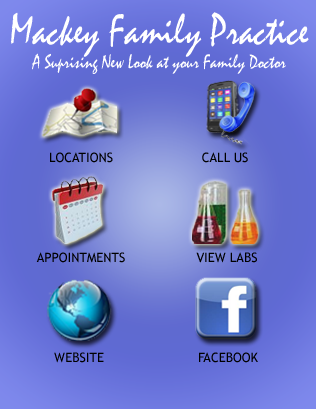 Mackey Family Practice
A Suprising New Look at your Family Doctor
LOCATIONS
CALL US
APPOINTMENTS
VIEW LABS
WEBSITE
f
FACEBOOK